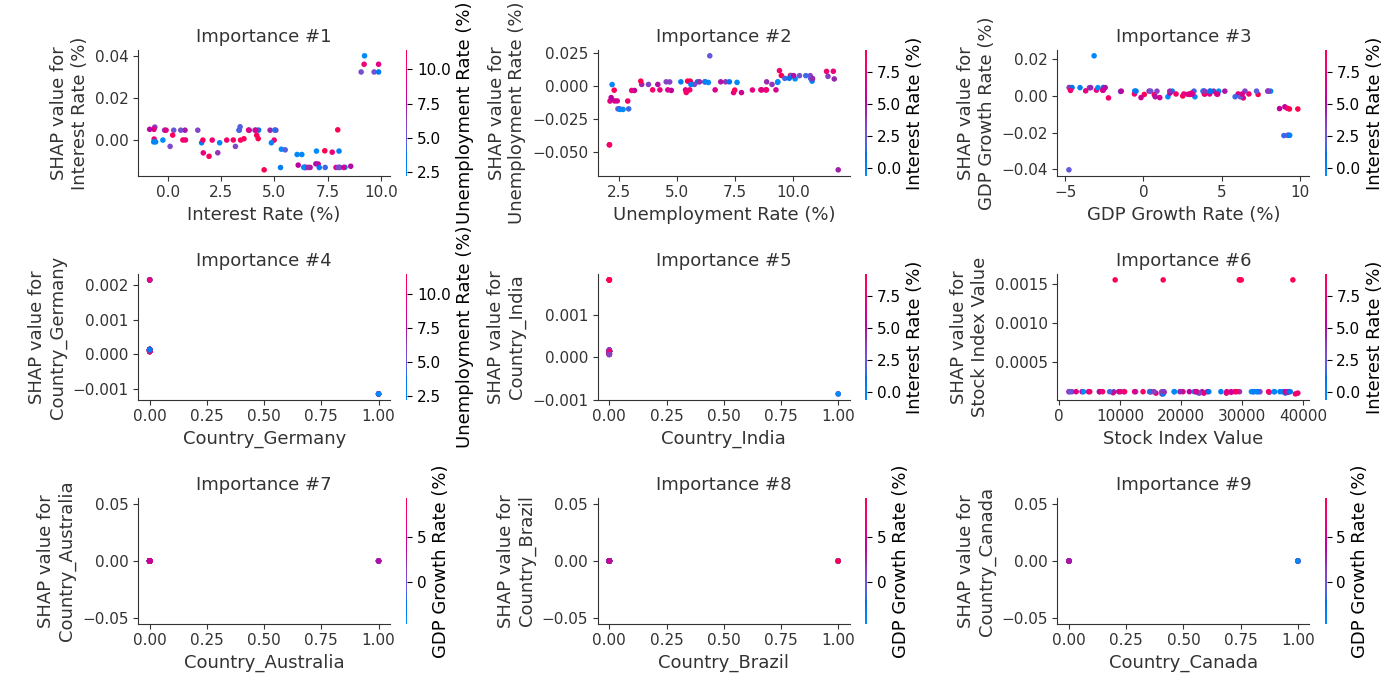 Importance #1
SHAP value for
Interest Rate (%)
0.04
0.02
0.00
0.0
2.5
5.0
7.5
10.0
Interest Rate (%)
10.0
7.5
5.0
2.5
Unemployment Rate (%)
Importance #2
SHAP value for
Unemployment Rate (%)
0.025
0.000
−0.025
−0.050
2.5
5.0
7.5
10.0
Unemployment Rate (%)
7.5
5.0
2.5
0.0
Interest Rate (%)
Importance #3
SHAP value for
GDP Growth Rate (%)
0.02
0.00
−0.02
−0.04
−5
0
5
10
GDP Growth Rate (%)
7.5
5.0
2.5
0.0
Interest Rate (%)
Importance #4
SHAP value for
Country_Germany
0.002
0.001
0.000
−0.001
0.00
0.25
0.50
0.75
1.00
Country_Germany
10.0
7.5
5.0
2.5
Unemployment Rate (%)
Importance #5
SHAP value for
Country_India
0.001
0.000
−0.001
0.00
0.25
0.50
0.75
1.00
Country_India
7.5
5.0
2.5
0.0
Interest Rate (%)
Importance #6
SHAP value for
Stock Index Value
0.0015
0.0010
0.0005
0
10000
20000
30000
40000
Stock Index Value
7.5
5.0
2.5
0.0
Interest Rate (%)
Importance #7
SHAP value for
Country_Australia
0.05
0.00
−0.05
0.00
0.25
0.50
0.75
1.00
Country_Australia
5
0
GDP Growth Rate (%)
Importance #8
SHAP value for
Country_Brazil
0.05
0.00
−0.05
0.00
0.25
0.50
0.75
1.00
Country_Brazil
5
0
GDP Growth Rate (%)
Importance #9
SHAP value for
Country_Canada
0.05
0.00
−0.05
0.00
0.25
0.50
0.75
1.00
Country_Canada
5
0
GDP Growth Rate (%)